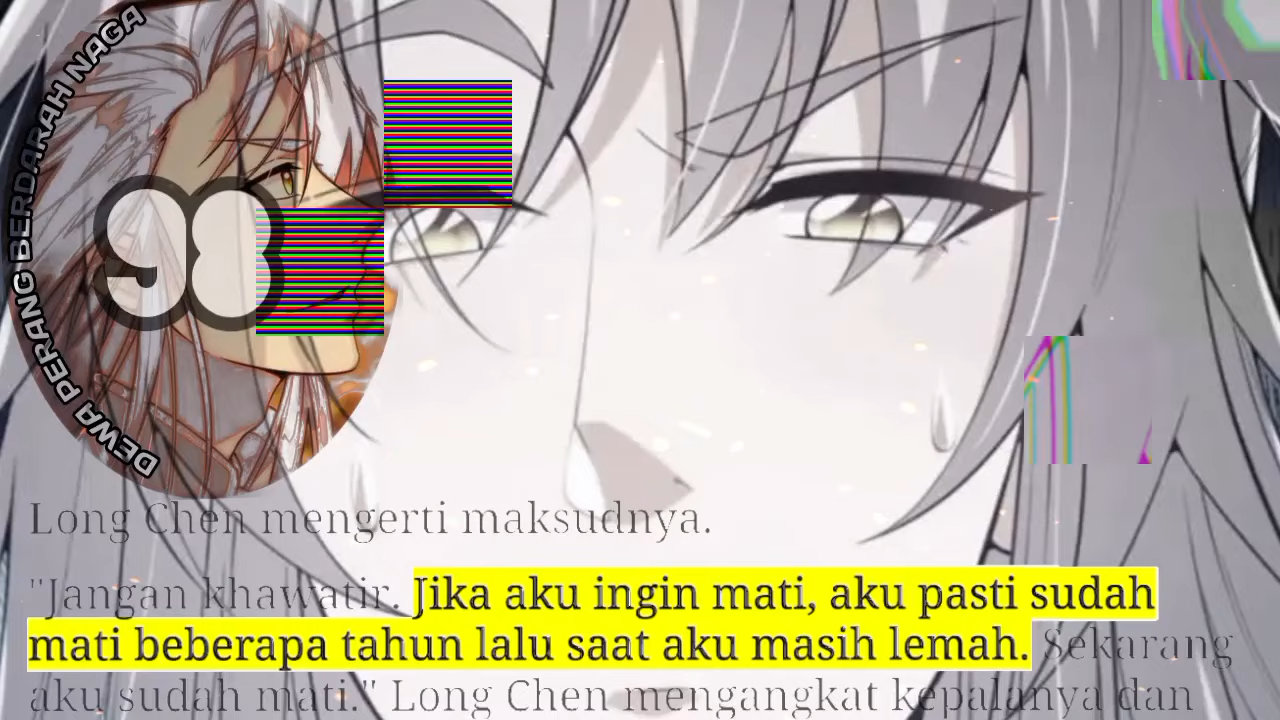 DEWA PERANG BERDARAH NAGA
98
Long Chen mengerti maksudnya.
"Jangan khawatir. Jika aku ingin mati, aku pasti sudah
mati beberapa tahun lalu saat aku masih lemah. Sekarang
aku sudah mati." Long Chen mengangkat kepalanya dan